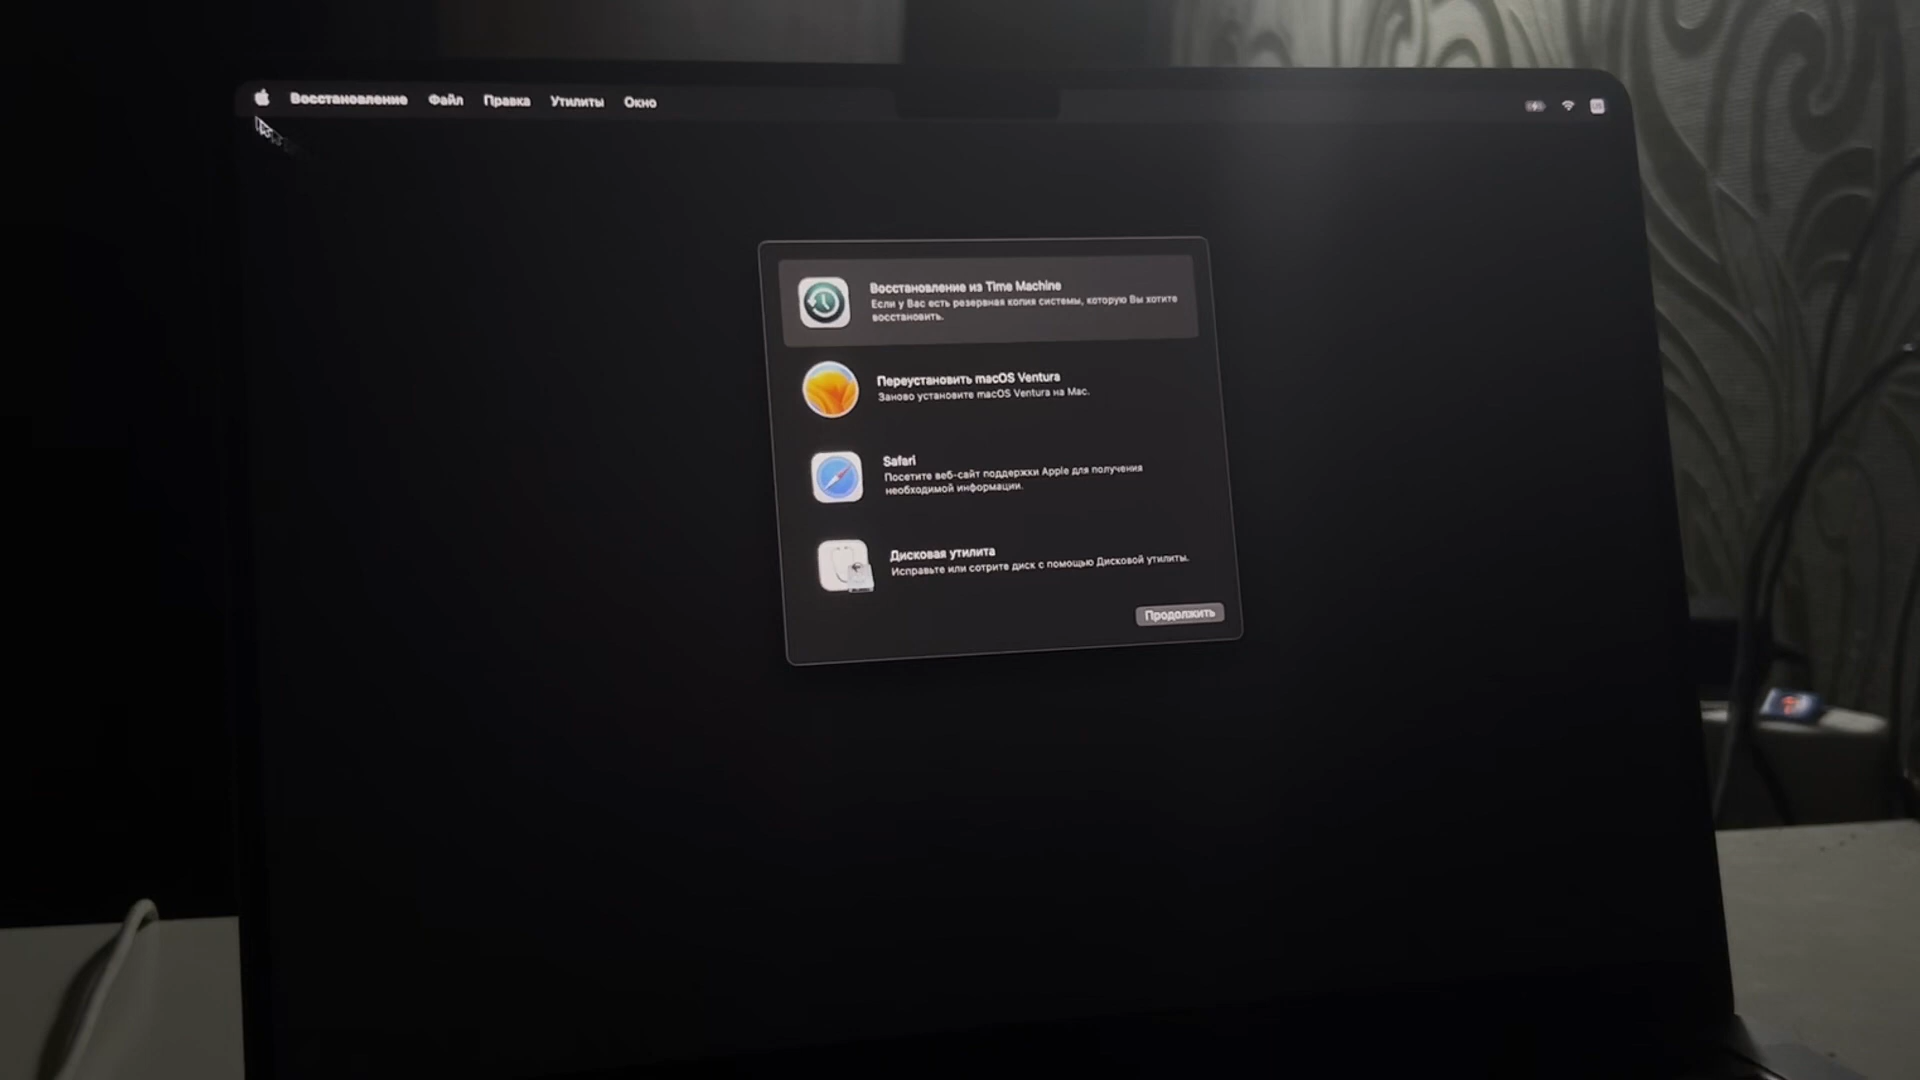 Восстановление Файл Правка Утилиты Окно
Восстановление из Time Machine
Если у Вас есть резервная копия системы, которую Вы хотите
восстановить.
Переустановить macOS Ventura
Заново установите macOS Ventura на Mac.
Safari
Посетите веб-сайт поддержки Apple для получения
необходимой информации.
Дисковая утилита
Исправьте или сотрите диск с помощью Дисковой утилиты.
Продолжить